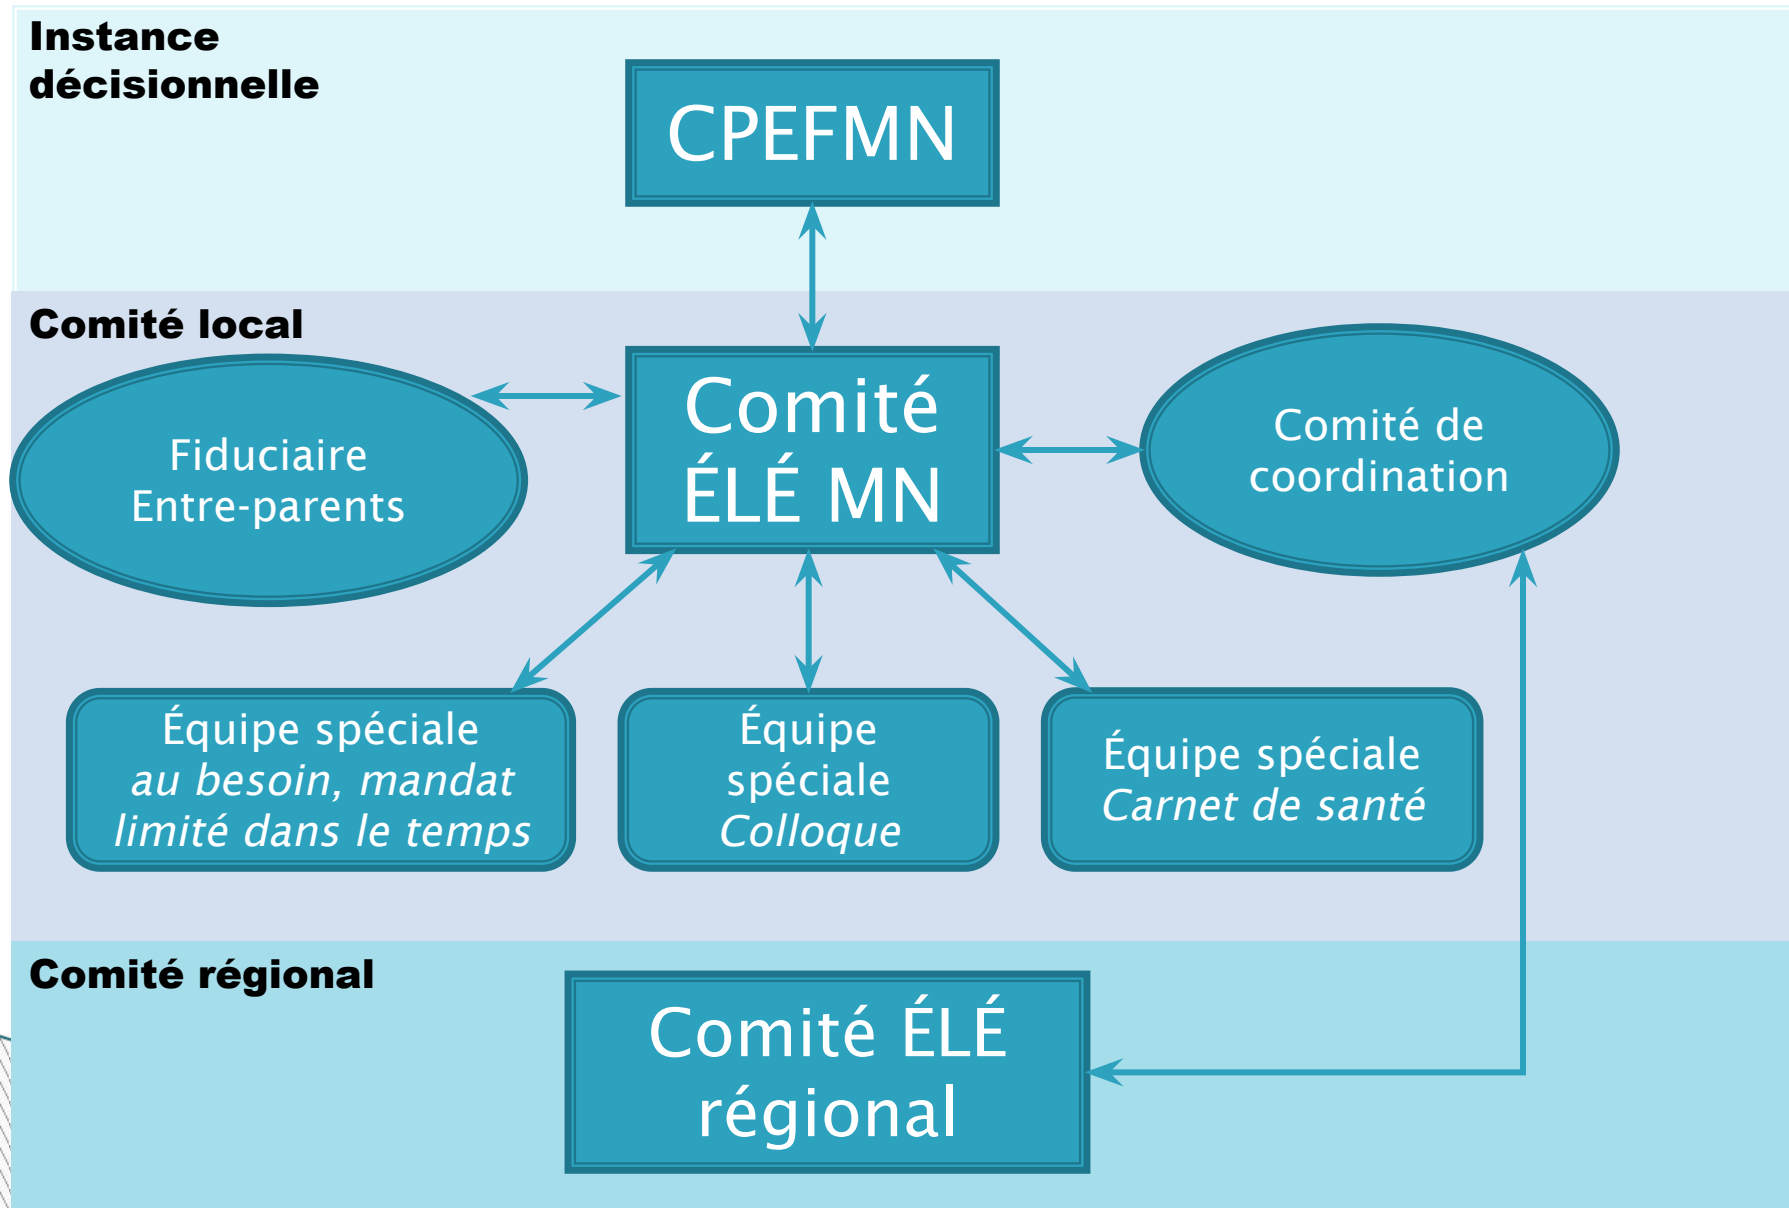 Instance
décisionnelle
CPEFMN
Comité local
Fiduciaire
Entre-parents
Comité
ÉLÉ MN
Comité de
coordination
Équipe spéciale
au besoin, mandat
limité dans le temps
Équipe
spéciale
Colloque
Équipe spéciale
Carnet de santé
Comité régional
Comité ÉLÉ
régional